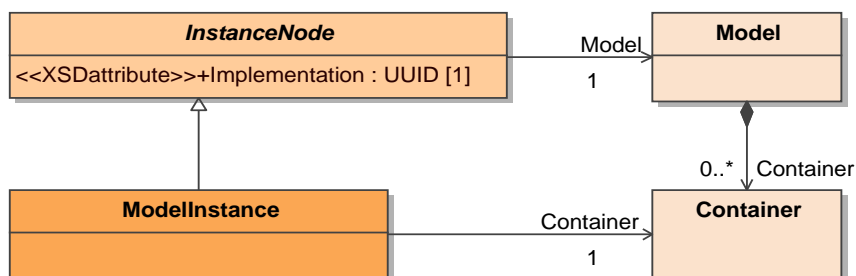 InstanceNode
<<XSDattribute>>+Implementation : UUID [1]
Model
1
Model
0..* Container
ModelInstance
Container
1
Container